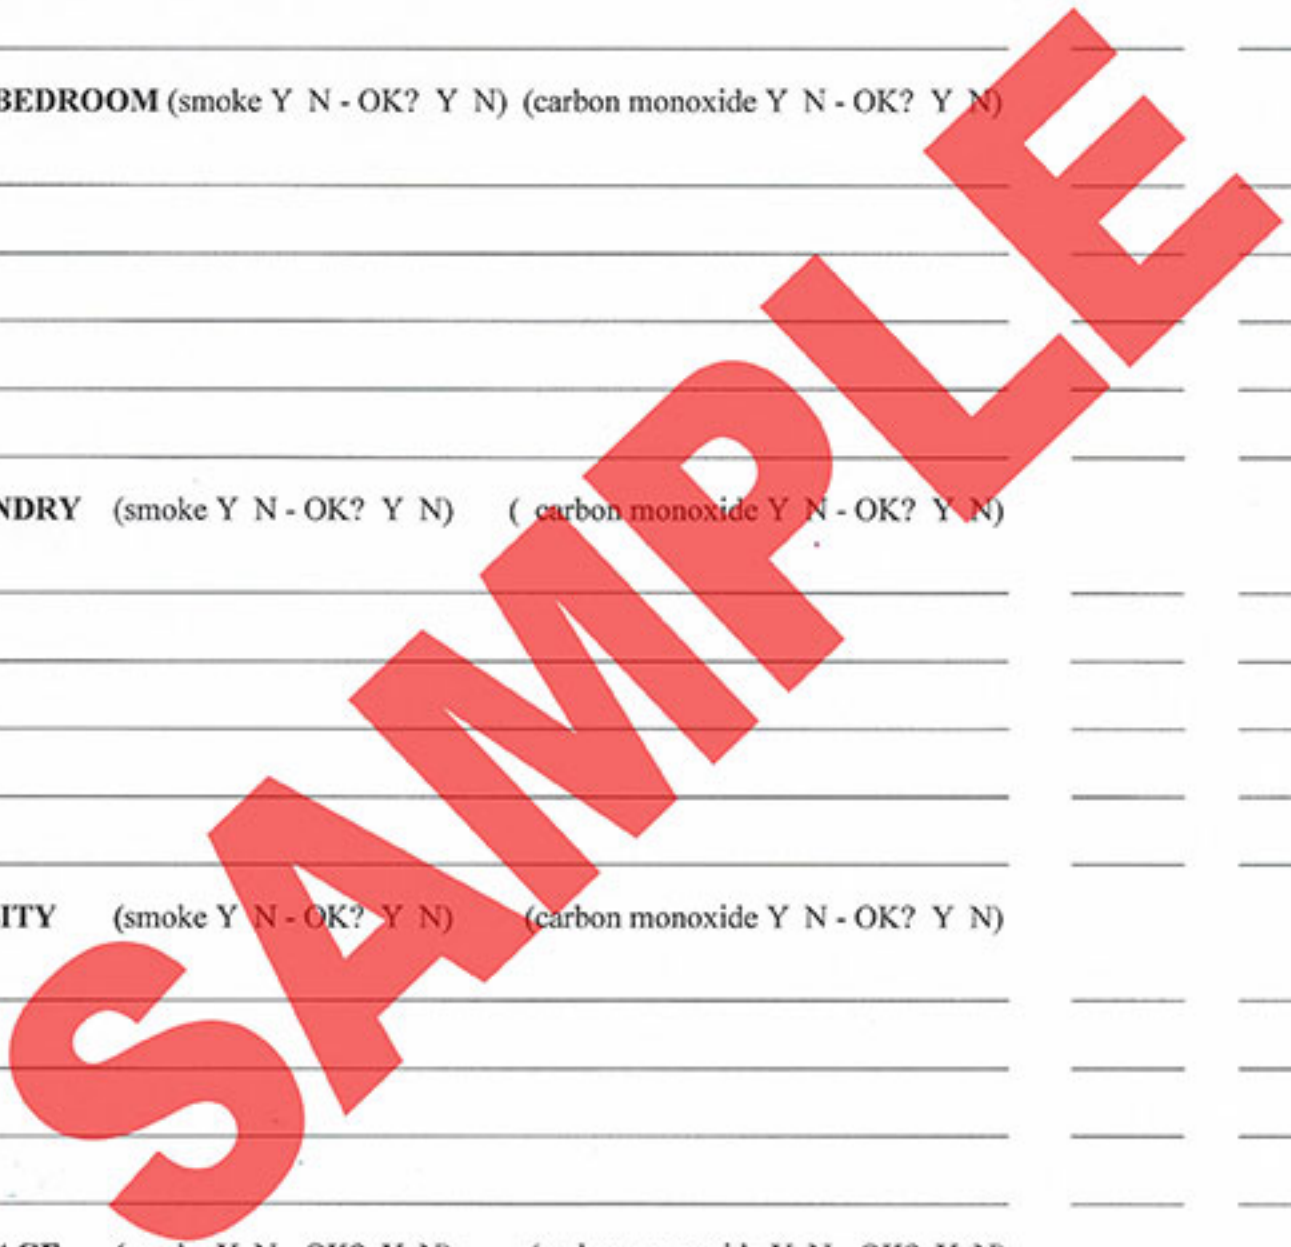 BEDROOM (smoke Y N - OK? Y N) (carbon monoxide Y N - OK? Y N)
NDRY (smoke Y N - OK? Y N) ( carbon monoxide Y N - OK? Y N)
ITY (smoke Y N - OK? Y N) (carbon monoxide Y N - OK? Y N)
SAMPLE